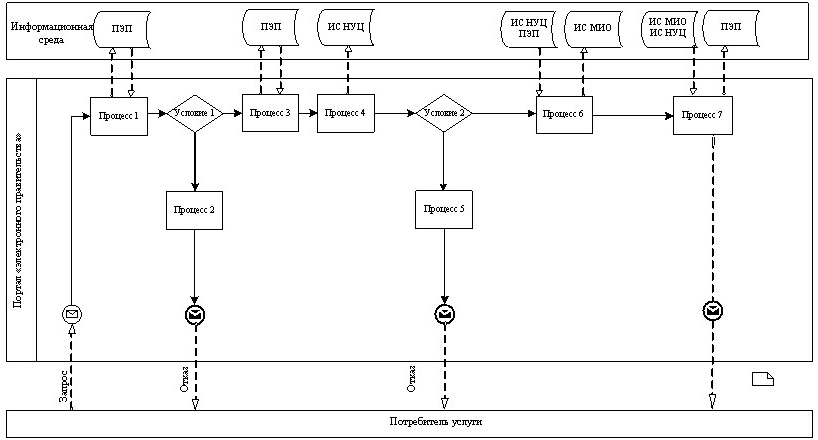 Информационная
среда
ПЭП
ПЭП
ИС НУЦ
ИС НУЦ
ПЭП
ИС МИО
ИС МИО
ИС НУЦ
ПЭП
Портал «электронного правительства»
Процесс 1
Условие 1
Процесс 3
Процесс 4
Условие 2
Процесс 6
Процесс 7
Процесс 2
Процесс 5
Запрос
Отказ
Отказ
Потребитель услуги